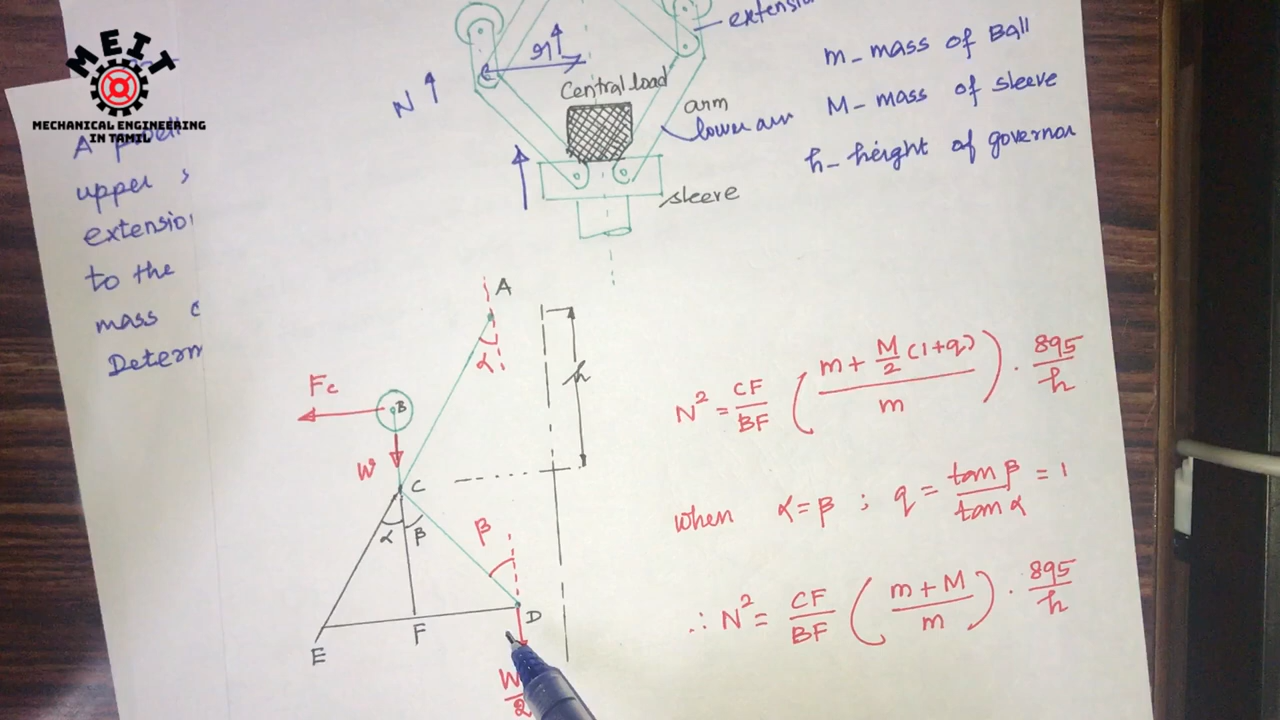 MEIT
MECHANICAL ENGINEERING
IN TAMIL
upper s
extension
to the
mass
Determ
extensio
N ↑
r ↑
Central load
arm
lower arm
sleeve
m - mass of Ball
M - mass of sleeve
h - height of governor
A
α
h
Fc
B
W
C
α β
β
E
F
D
W/2
N² = CF/BF ( (m + M/2 (1+q)) / m ) · 895/h
when α = β ; q = tan β / tan α = 1
∴ N² = CF/BF ( (m + M) / m ) · 895/h